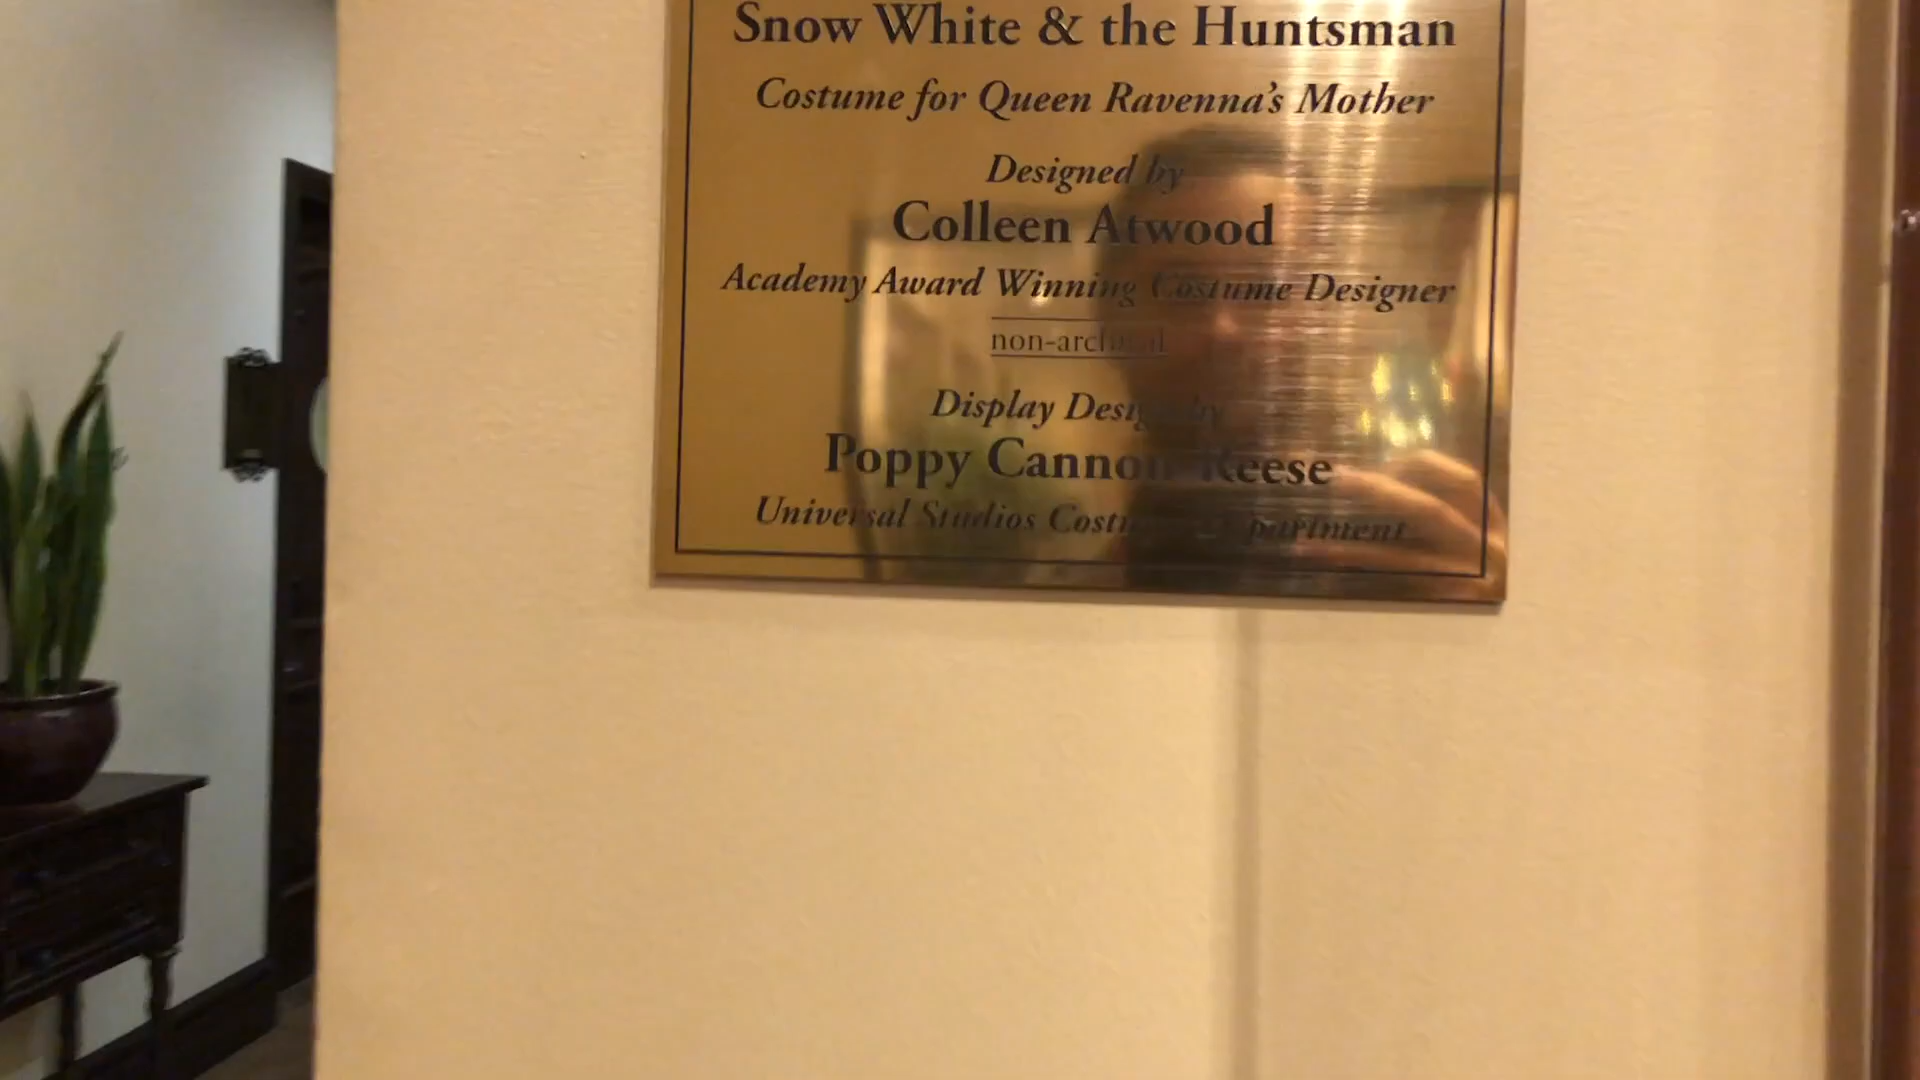 Snow White & the Huntsman
Costume for Queen Ravenna's Mother
Designed by
Colleen Atwood
Academy Award Winning Costume Designer
non-archival
Display Design by
Poppy Cannon Reese
Universal Studios Costume Department